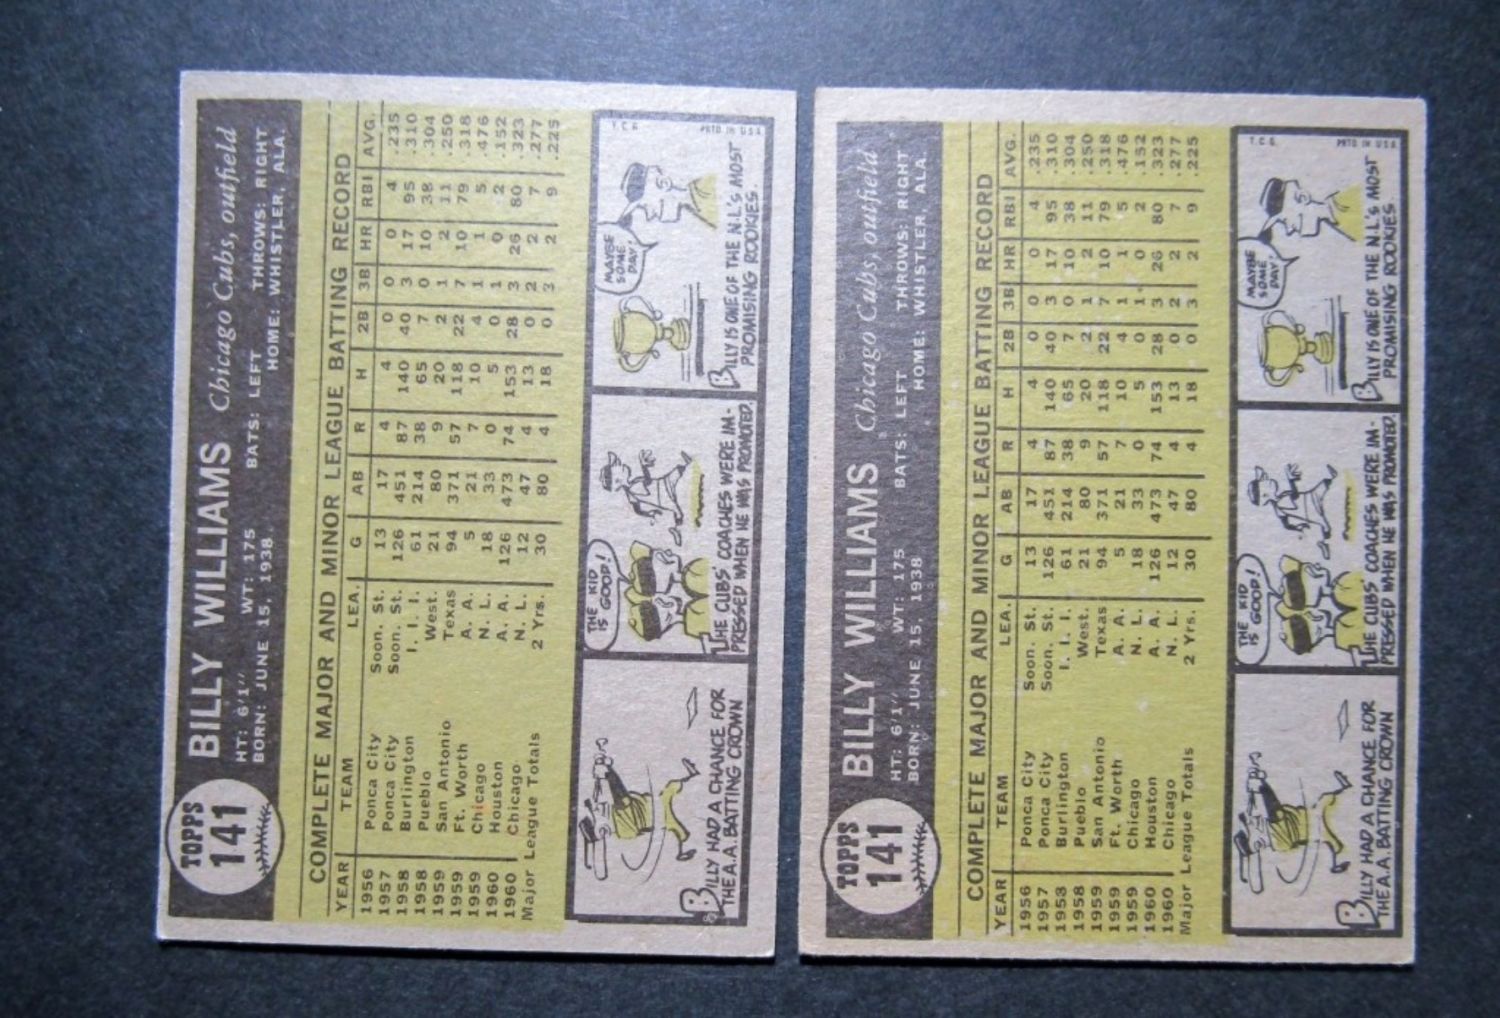 TOPPS
141
BILLY WILLIAMS Chicago Cubs, outfield
HT: 6'1" WT: 175 BATS: LEFT THROWS: RIGHT
BORN: JUNE 15, 1938 HOME: WHISTLER, ALA.
COMPLETE MAJOR AND MINOR LEAGUE BATTING RECORD
YEAR TEAM LEA. G AB R H 2B 3B HR RBI AVG.
1956 Ponca City Soon. St. 13 17 4 4 0 0 0 4 .235
1957 Ponca City Soon. St. 126 451 87 140 40 3 17 95 .310
1958 Burlington I. I. I. 61 214 38 65 7 0 10 38 .304
1958 Pueblo West. 21 80 9 20 2 1 2 11 .250
1959 San Antonio Texas 94 371 57 118 22 7 10 79 .318
1959 Ft. Worth A. A. 5 21 7 10 4 1 1 5 .476
1959 Chicago N. L. 18 33 0 5 0 1 0 2 .152
1960 Houston A. A. 126 473 74 153 28 3 26 80 .323
1960 Chicago N. L. 12 47 4 13 0 2 2 7 .277
Major League Totals 2 Yrs. 30 80 4 18 0 3 2 9 .225
BILLY HAD A CHANCE FOR
THE A.A. BATTING CROWN
THE KID
IS GOOD!
THE CUBS' COACHES WERE IM-
PRESSED WHEN HE WAS PROMOTED.
T.C.G. PRTD IN U.S.A.
MAYBE
SOME
DAY!
BILLY IS ONE OF THE N.L.'S MOST
PROMISING ROOKIES.
TOPPS
141
BILLY WILLIAMS Chicago Cubs, outfield
HT: 6'1" WT: 175 BATS: LEFT THROWS: RIGHT
BORN: JUNE 15, 1938 HOME: WHISTLER, ALA.
COMPLETE MAJOR AND MINOR LEAGUE BATTING RECORD
YEAR TEAM LEA. G AB R H 2B 3B HR RBI AVG.
1956 Ponca City Soon. St. 13 17 4 4 0 0 0 4 .235
1957 Ponca City Soon. St. 126 451 87 140 40 3 17 95 .310
1958 Burlington I. I. I. 61 214 38 65 7 0 10 38 .304
1958 Pueblo West. 21 80 9 20 2 1 2 11 .250
1959 San Antonio Texas 94 371 57 118 22 7 10 79 .318
1959 Ft. Worth A. A. 5 21 7 10 4 1 1 5 .476
1959 Chicago N. L. 18 33 0 5 0 1 0 2 .152
1960 Houston A. A. 126 473 74 153 28 3 26 80 .323
1960 Chicago N. L. 12 47 4 13 0 2 2 7 .277
Major League Totals 2 Yrs. 30 80 4 18 0 3 2 9 .225
BILLY HAD A CHANCE FOR
THE A.A. BATTING CROWN
THE KID
IS GOOD!
THE CUBS' COACHES WERE IM-
PRESSED WHEN HE WAS PROMOTED.
T.C.G. PRTD IN U.S.A.
MAYBE
SOME
DAY!
BILLY IS ONE OF THE N.L.'S MOST
PROMISING ROOKIES